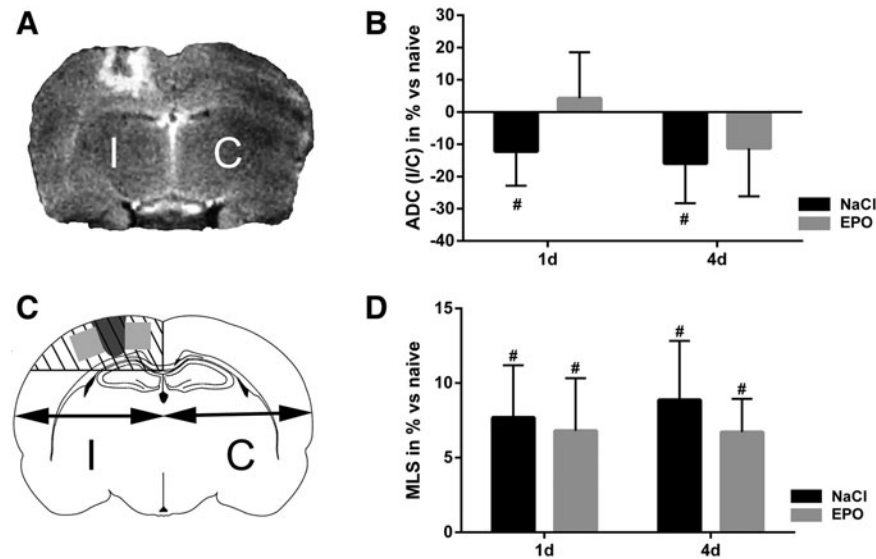 A
I C
B
ADC (I/C) in % vs naive
30
20
10
0
-10
-20
-30
-40
# #
1d 4d
NaCl
EPO
C
I C
D
MLS in % vs naive
15
10
5
0
# # # #
1d 4d
NaCl
EPO